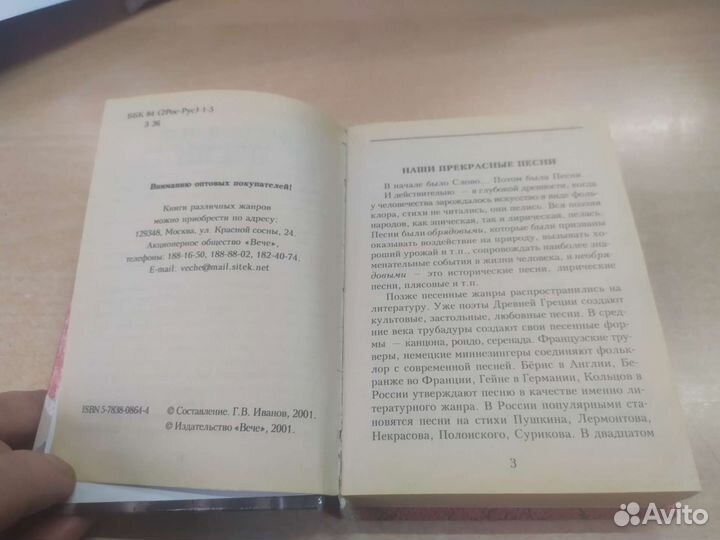 ББК 84 (2Рос-Рус) 1-5
З 36
Вниманию оптовых покупателей!
Книги различных жанров
можно приобрести по адресу:
129348, Москва, ул. Красной сосны, 24.
Акционерное общество «Вече»,
телефоны: 188-16-50, 188-88-02, 182-40-74.
E-mail: veche@mail.sitek.net
ISBN 5-7838-0864-4
© Составление. Г.В. Иванов, 2001.
© Издательство «Вече», 2001.
НАШИ ПРЕКРАСНЫЕ ПЕСНИ
В начале было Слово... Потом была Песня
И действительно — в глубокой древности, когда
у человечества зарождалось искусство в виде фоль-
клора, стихи не читались, они пелись. Вся поэзия
народов, как эпическая, так и лирическая, пелась.
Песни были обрядовыми, которые были призваны
оказывать воздействие на природу, вызывать
хороший урожай и т.п., сопровождать наиболее зна-
менательные события в жизни человека, и необря-
довыми — это исторические песни, лирические
песни, плясовые и т.п.
Позже песенные жанры распространились на
литературу. Уже поэты Древней Греции создают
культовые, застольные, любовные песни. В сред-
ние века трубадуры создают свои песенные фор-
мы — канцона, рондо, серенада. Французские тру-
веры, немецкие миннезингеры соединяют фольк-
лор с современной песней. Бёрнс в Англии, Бе-
ранже во Франции, Гейне в Германии, Кольцов в
России утверждают песню в качестве именно ли-
тературного жанра. В России популярными ста-
новятся песни на стихи Пушкина, Лермонтова,
Некрасова, Полонского, Сурикова. В двадцатом
3
Avito